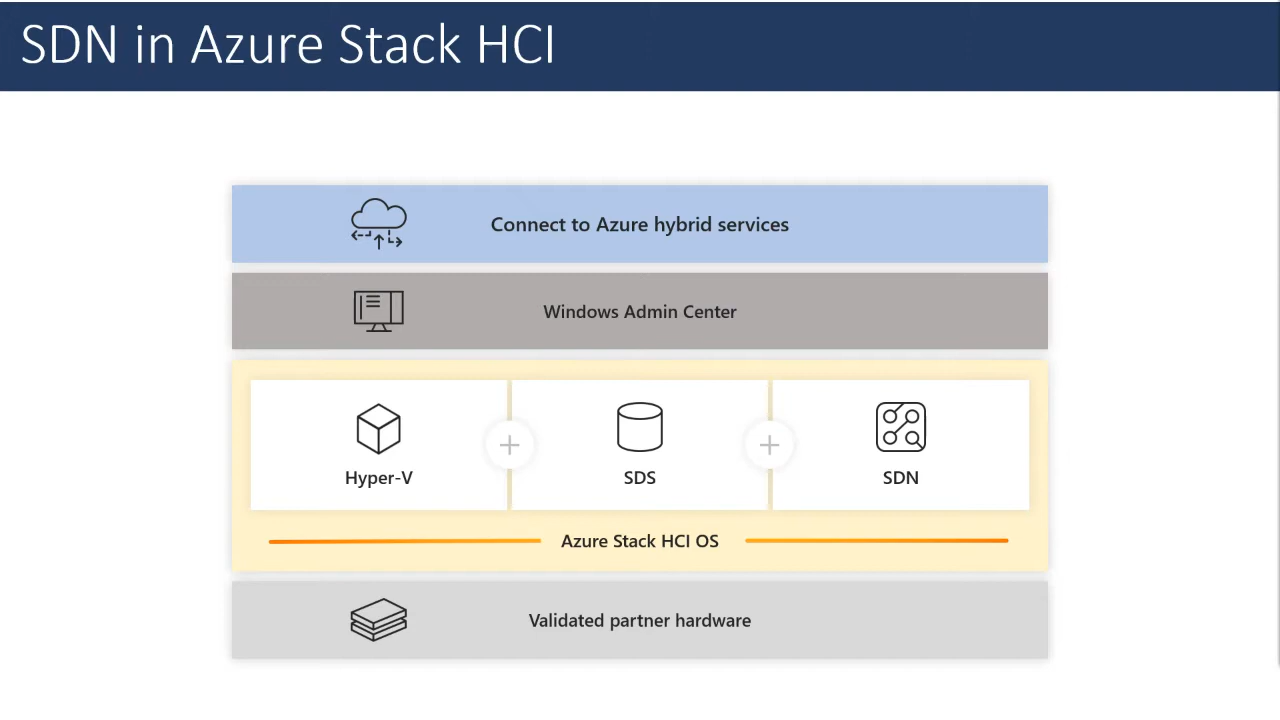 SDN in Azure Stack HCI
Connect to Azure hybrid services
Windows Admin Center
Hyper-V
SDS
SDN
Azure Stack HCI OS
Validated partner hardware